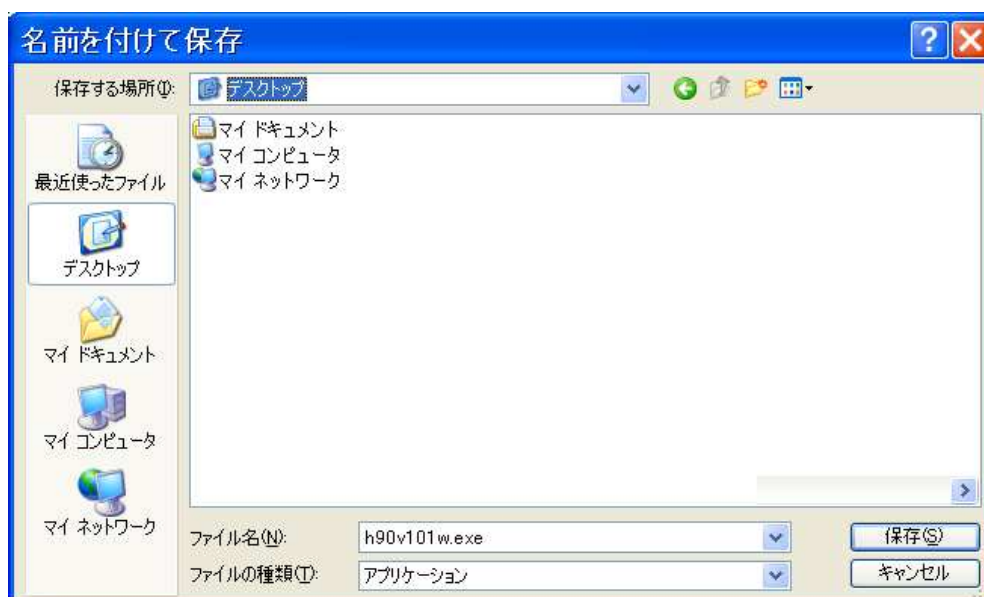 名前を付けて保存
保存する場所(I):
デスクトップ
最近使ったファイル
デスクトップ
マイ ドキュメント
マイ コンピュータ
マイ ネットワーク
マイ ドキュメント
マイ コンピュータ
マイ ネットワーク
ファイル名(N):
h90v101w.exe
保存(S)
ファイルの種類(T):
アプリケーション
キャンセル